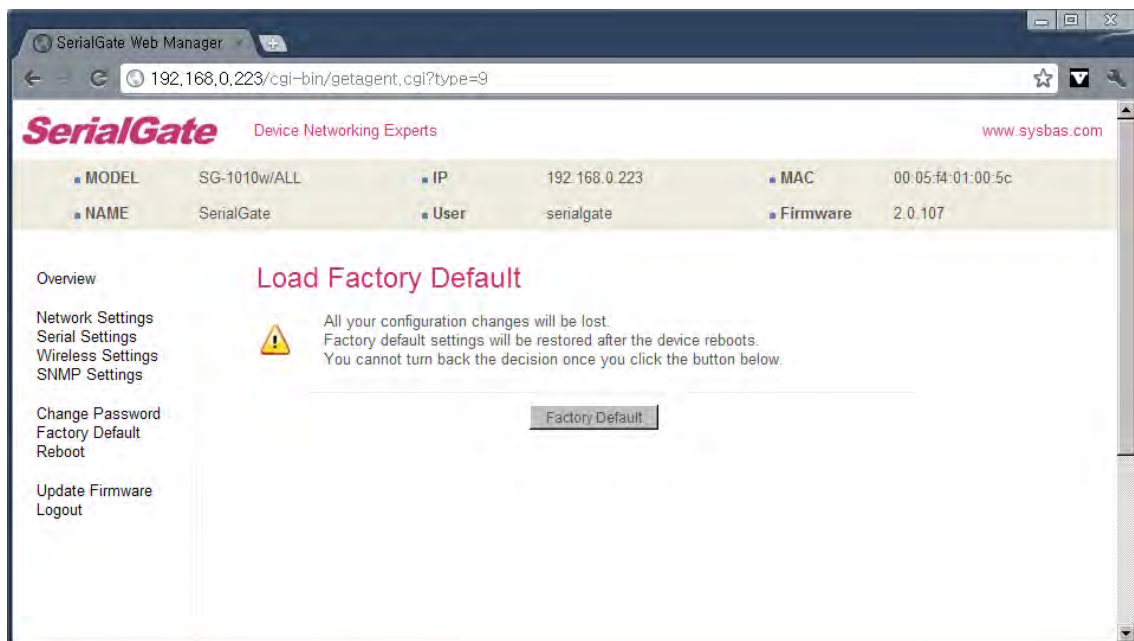 SerialGate Web Manager
192,168,0,223/cgi-bin/getagent,cgi?type=9
SerialGate Device Networking Experts www.sysbas.com
MODEL SG-1010w/ALL IP 192.168.0.223 MAC 00:05:f4:01:00:5c
NAME SerialGate User serialgate Firmware 2.0.107
Overview
Network Settings
Serial Settings
Wireless Settings
SNMP Settings
Change Password
Factory Default
Reboot
Update Firmware
Logout
Load Factory Default
All your configuration changes will be lost.
Factory default settings will be restored after the device reboots.
You cannot turn back the decision once you click the button below.
Factory Default